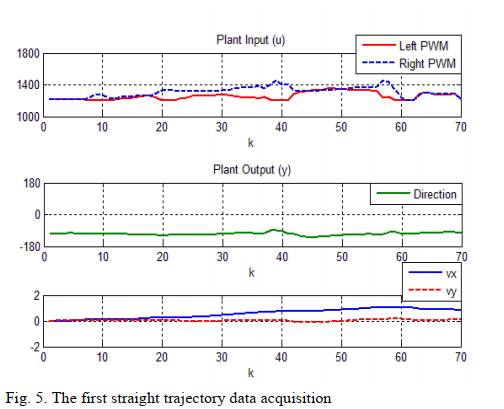 Plant Input (u)
1800
1400
1000
Left PWM
Right PWM
0 10 20 30 40 50 60 70
k
Plant Output (y)
180
0
-180
Direction
0 10 20 30 40 50 60 70
k
vx
vy
2
0
-2
0 10 20 30 40 50 60 70
k
Fig. 5. The first straight trajectory data acquisition